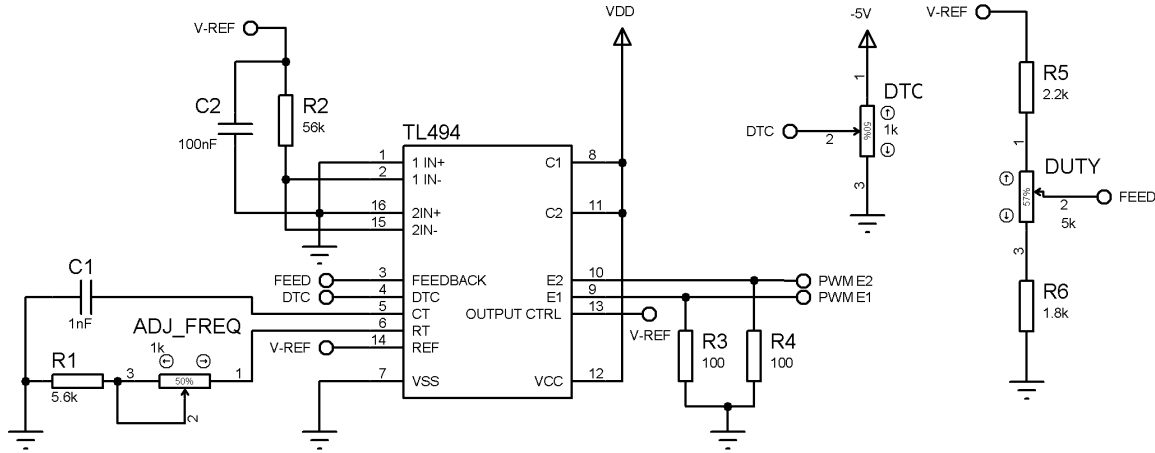 V-REF
C2
100nF
R2
56k
TL494
1 1 IN+
2 1 IN-
16 2IN+
15 2IN-
3 FEEDBACK
4 DTC
5 CT
6 RT
14 REF
7 VSS
C1 8
C2 11
E2 10
E1 9
OUTPUT CTRL 13
VCC 12
FEED
DTC
V-REF
C1
1nF
ADJ_FREQ
1k
50%
3
1
2
R1
5.6k
VDD
PWM E2
PWM E1
V-REF
R3
100
R4
100
-5V
1
DTC
1k
50%
DTC
2
3
V-REF
R5
2.2k
1
DUTY
57%
2
5k
FEED
3
R6
1.8k